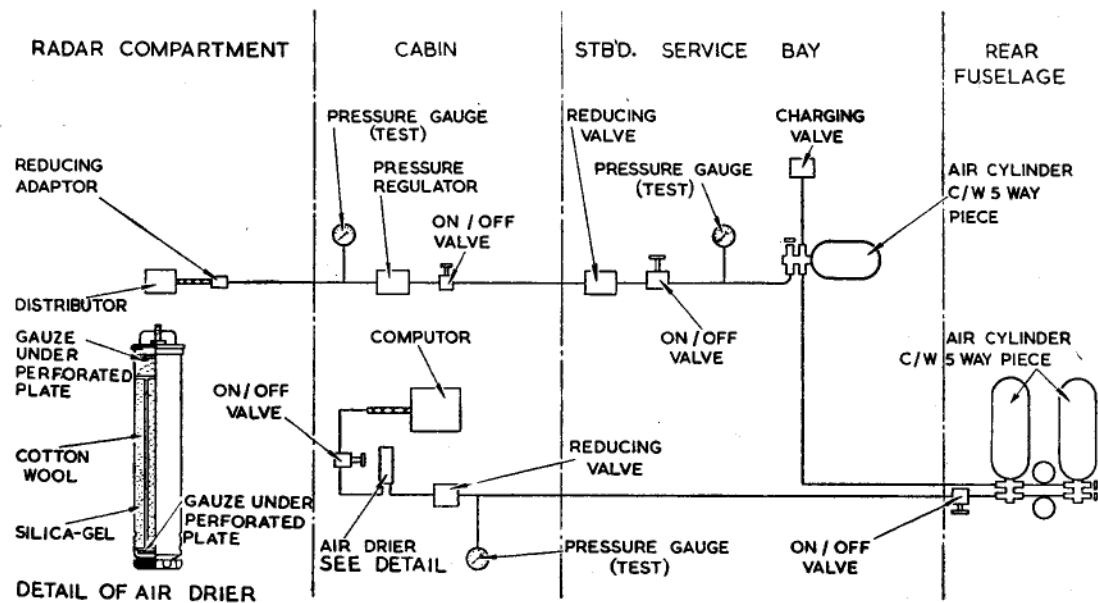 RADAR COMPARTMENT
CABIN
STB'D. SERVICE BAY
REAR
FUSELAGE
PRESSURE GAUGE
(TEST)
PRESSURE
REGULATOR
ON / OFF
VALVE
REDUCING
VALVE
PRESSURE GAUGE
(TEST)
CHARGING
VALVE
AIR CYLINDER
C/W 5 WAY
PIECE
REDUCING
ADAPTOR
DISTRIBUTOR
GAUZE
UNDER
PERFORATED
PLATE
COTTON
WOOL
SILICA-GEL
GAUZE UNDER
PERFORATED
PLATE
DETAIL OF AIR DRIER
ON/OFF
VALVE
COMPUTOR
AIR DRIER
SEE DETAIL
REDUCING
VALVE
PRESSURE GAUGE
(TEST)
ON/OFF
VALVE
AIR CYLINDER
C/W 5 WAY PIECE
ON/OFF
VALVE